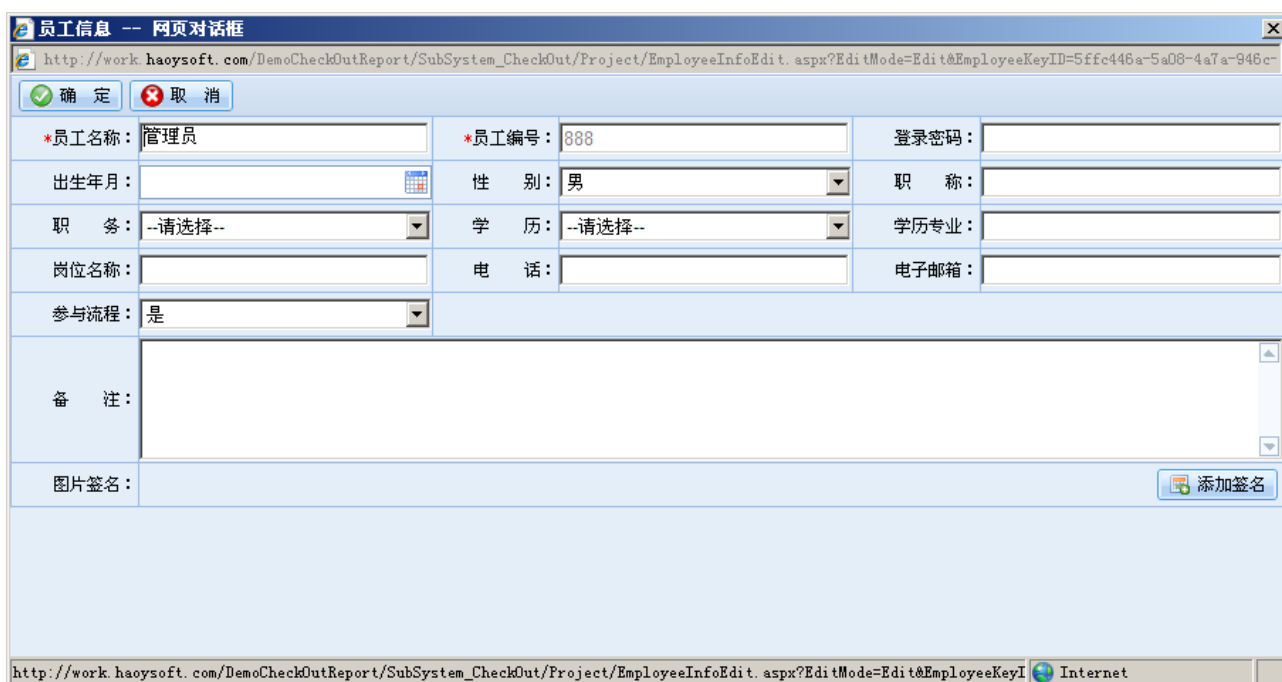 员工信息 -- 网页对话框
http://work.haoysoft.com/DemoCheckOutReport/SubSystem_CheckOut/Project/EmployeeInfoEdit.aspx?EditMode=Edit&EmployeeKeyID=5ffc446a-5a08-4a7a-946c-
确 定 取 消
*员工名称： 管理员 *员工编号： 888 登录密码：
出生年月： 性 别： 男 职 称：
职 务： --请选择-- 学 历： --请选择-- 学历专业：
岗位名称： 电 话： 电子邮箱：
参与流程： 是
备 注：
图片签名： 添加签名
http://work.haoysoft.com/DemoCheckOutReport/SubSystem_CheckOut/Project/EmployeeInfoEdit.aspx?EditMode=Edit&EmployeeKeyI Internet